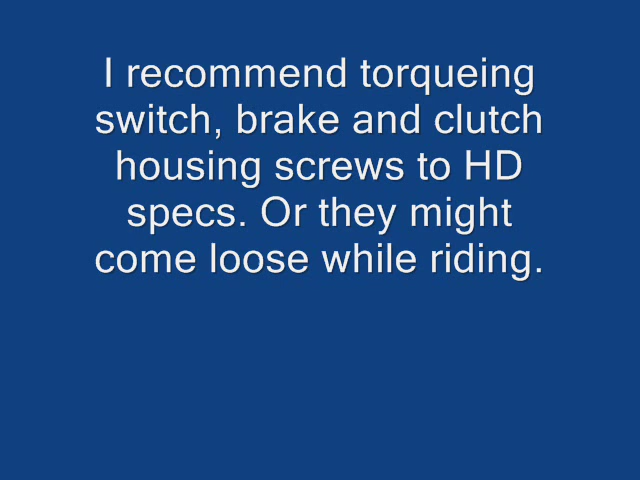 I recommend torqueing
switch, brake and clutch
housing screws to HD
specs. Or they might
come loose while riding.